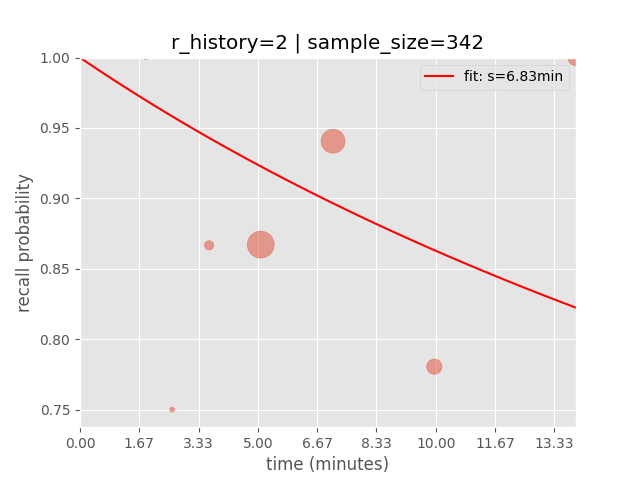 r_history=2 | sample_size=342
fit: s=6.83min
recall probability
1.00
0.95
0.90
0.85
0.80
0.75
0.00 1.67 3.33 5.00 6.67 8.33 10.00 11.67 13.33
time (minutes)